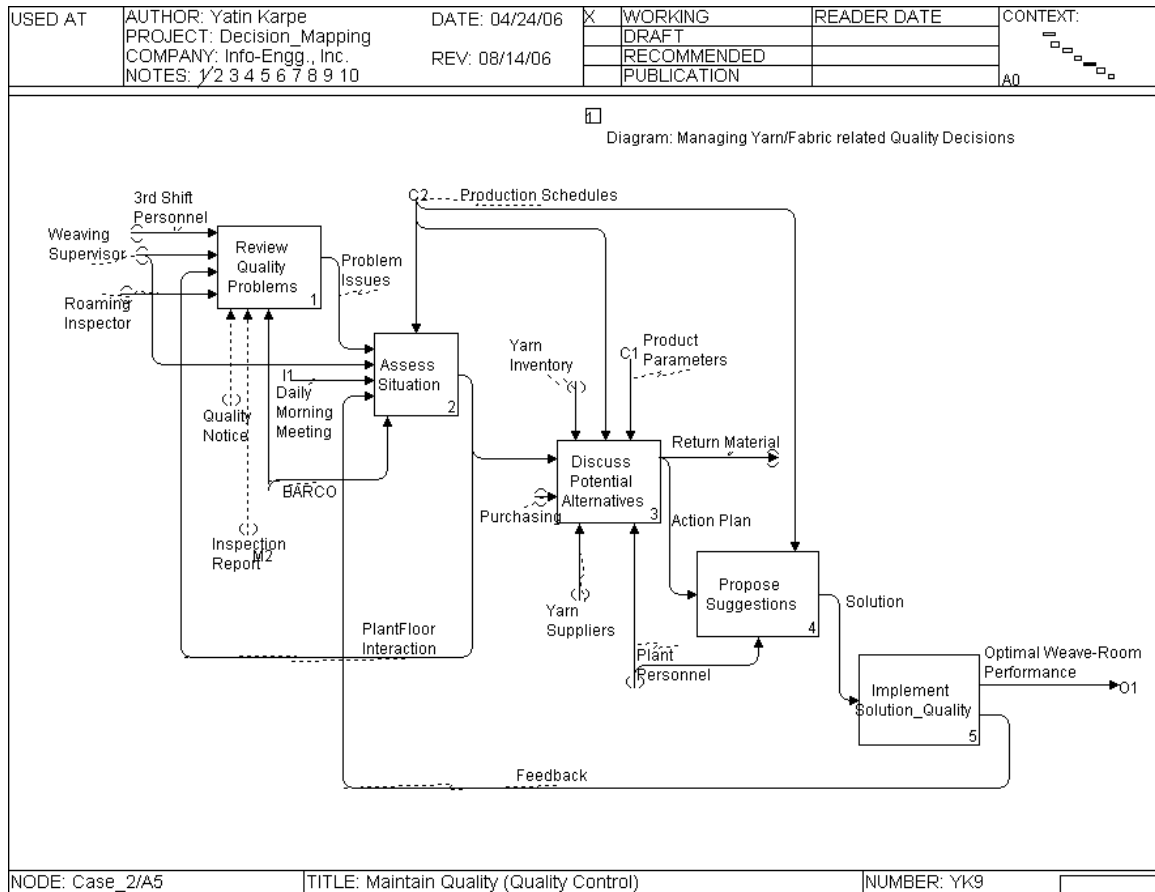 USED AT
AUTHOR: Yatin Karpe
DATE: 04/24/06
PROJECT: Decision_Mapping
COMPANY: Info-Engg., Inc.
REV: 08/14/06
NOTES: 1 2 3 4 5 6 7 8 9 10
X
WORKING
DRAFT
RECOMMENDED
PUBLICATION
READER DATE
CONTEXT:
A0
1
Diagram: Managing Yarn/Fabric related Quality Decisions
C2
Production Schedules
3rd Shift
Personnel
Weaving
Supervisor
Roaming
Inspector
Review
Quality
Problems
1
Problem
Issues
Assess
Situation
2
I1
Daily
Morning
Meeting
Quality
Notice
BARCO
Inspection
Report
M2
Yarn
Inventory
C1
Product
Parameters
Discuss
Potential
Alternatives
3
Return Material
Purchasing
Action Plan
Yarn
Suppliers
Plant
Personnel
Propose
Suggestions
4
Solution
PlantFloor
Interaction
Implement
Solution_Quality
5
Optimal Weave-Room
Performance
O1
Feedback
NODE: Case_2/A5
TITLE: Maintain Quality (Quality Control)
NUMBER: YK9